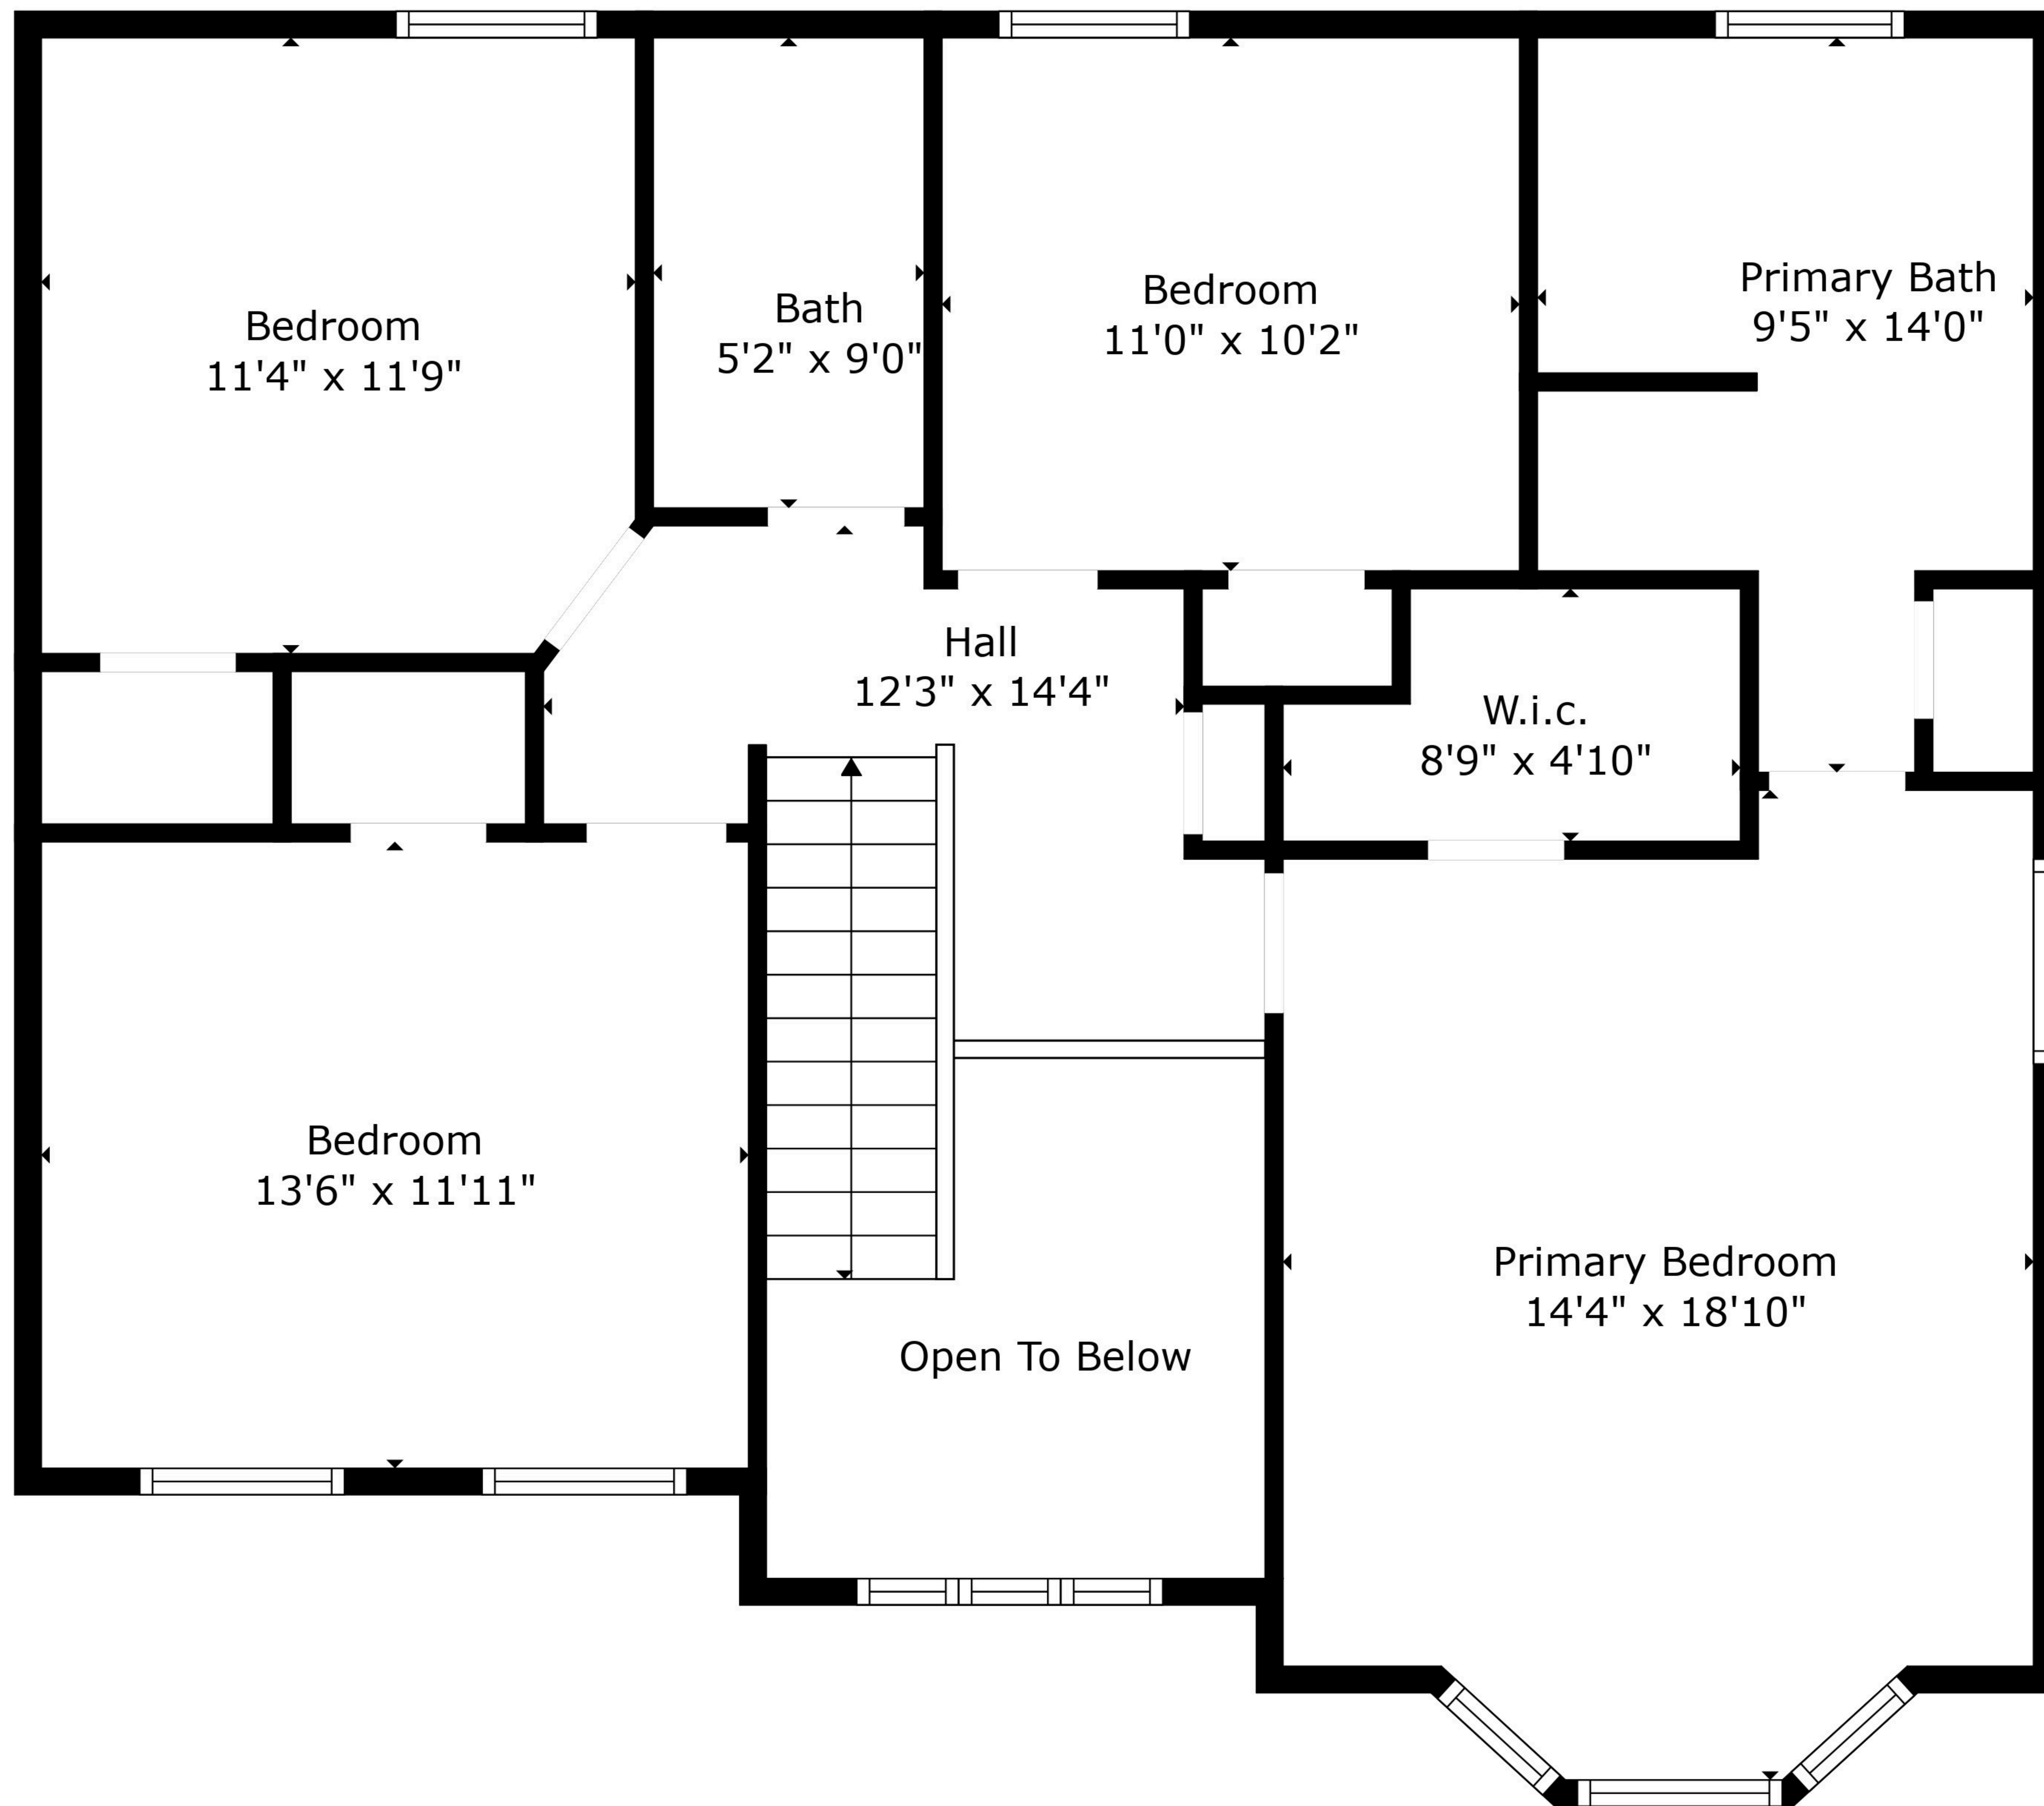 Bedroom
11'4" x 11'9"
Bath
5'2" x 9'0"
Bedroom
11'0" x 10'2"
Primary Bath
9'5" x 14'0"
Hall
12'3" x 14'4"
W.i.c.
8'9" x 4'10"
Bedroom
13'6" x 11'11"
Primary Bedroom
14'4" x 18'10"
Open To Below